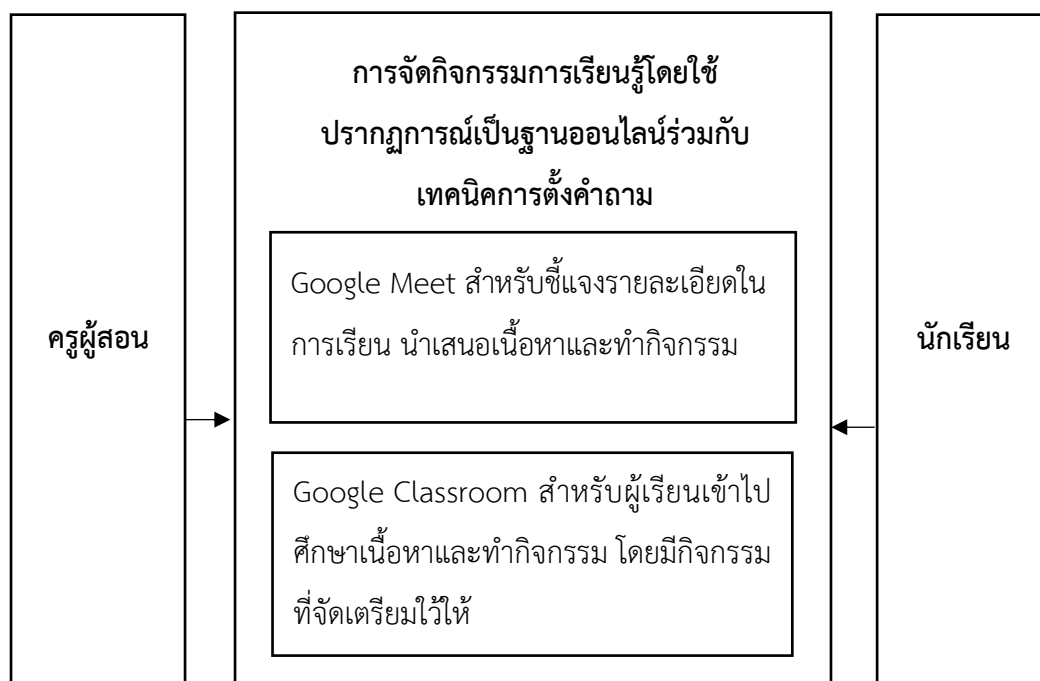 การจัดกิจกรรมการเรียนรู้โดยใช้
ปรากฏการณ์เป็นฐานออนไลน์ร่วมกับ
เทคนิคการตั้งคำถาม
Google Meet สำหรับชี้แจงรายละเอียดใน
การเรียน นำเสนอเนื้อหาและทำกิจกรรม
ครูผู้สอน
นักเรียน
Google Classroom สำหรับผู้เรียนเข้าไป
ศึกษาเนื้อหาและทำกิจกรรม โดยมีกิจกรรม
ที่จัดเตรียมใว้ให้